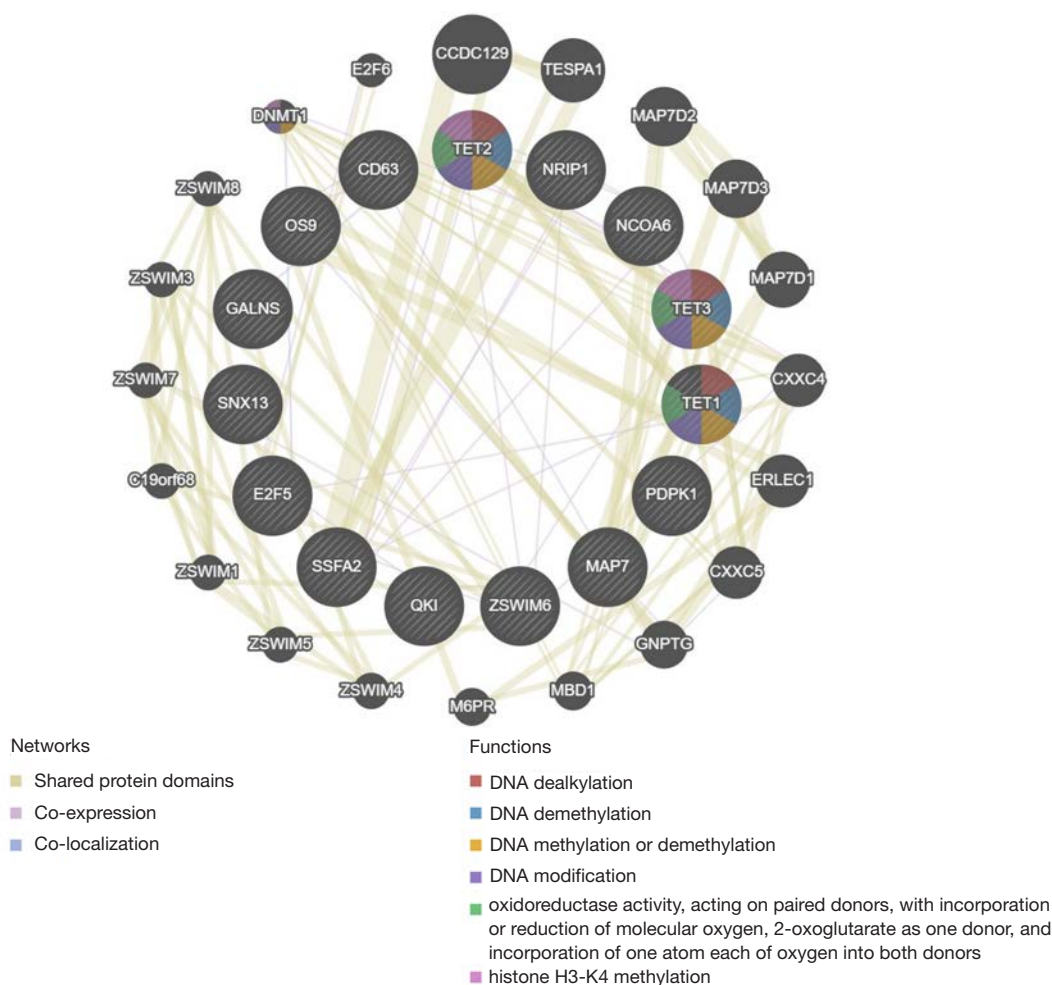 CCDC129
E2F6
TESPA1
DNMT1
MAP7D2
TET2
CD63
NRIP1
ZSWIM8
MAP7D3
OS9
NCOA6
ZSWIM3
MAP7D1
GALNS
TET3
ZSWIM7
CXXC4
SNX13
TET1
C19orf68
ERLEC1
E2F5
PDPK1
ZSWIM1
SSFA2
MAP7
CXXC5
QKI
ZSWIM6
ZSWIM5
GNPTG
ZSWIM4
MBD1
M6PR
Networks
Shared protein domains
Co-expression
Co-localization
Functions
DNA dealkylation
DNA demethylation
DNA methylation or demethylation
DNA modification
oxidoreductase activity, acting on paired donors, with incorporation
or reduction of molecular oxygen, 2-oxoglutarate as one donor, and
incorporation of one atom each of oxygen into both donors
histone H3-K4 methylation